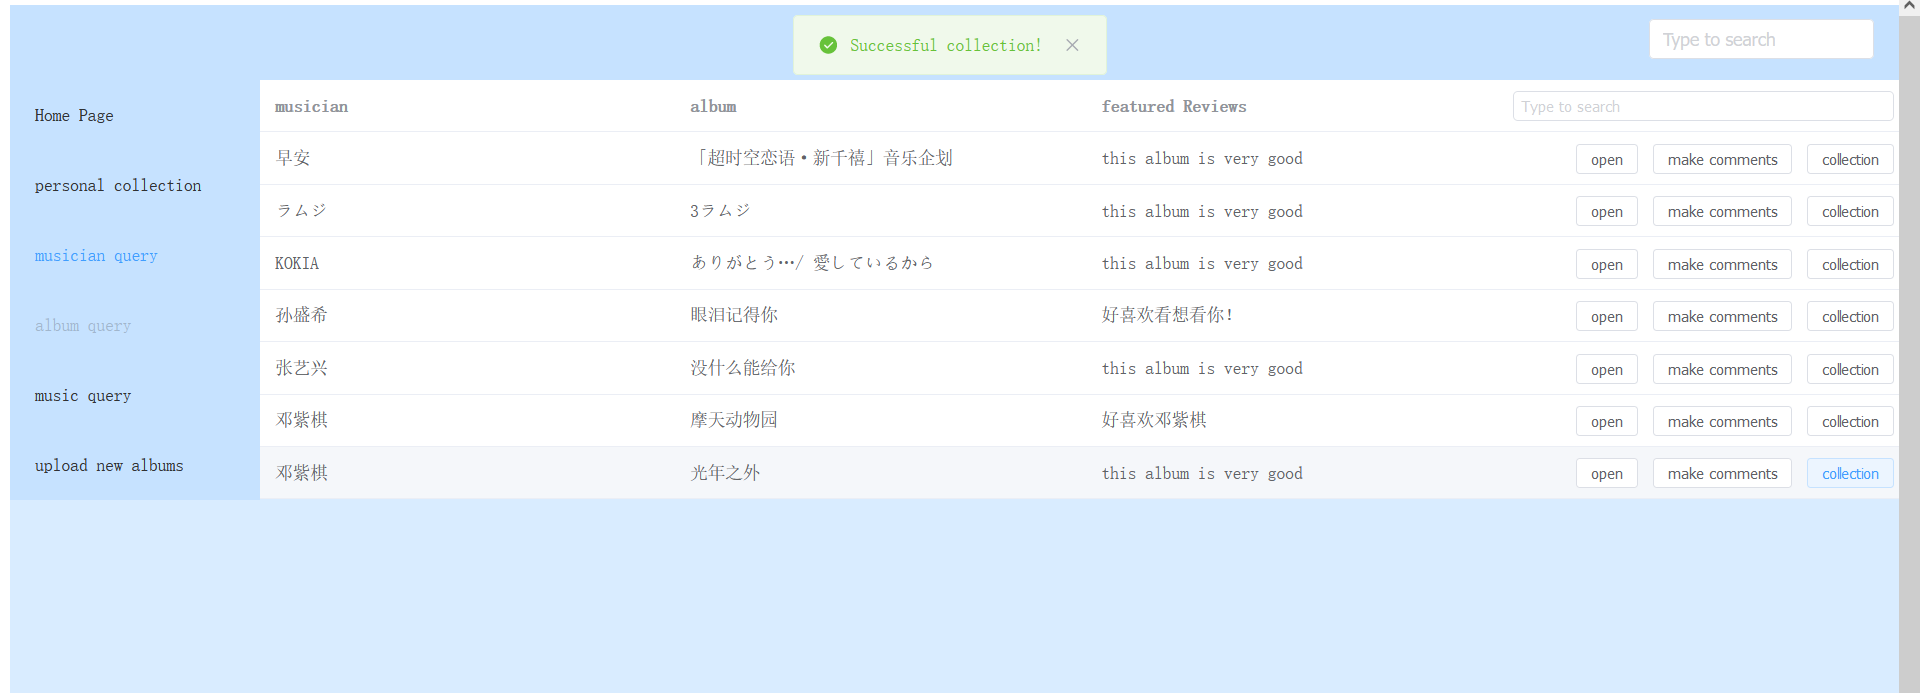 Successful collection!
Type to search
Home Page
personal collection
musician query
album query
music query
upload new albums
musician album featured Reviews Type to search
早安 「超时空恋语·新千禧」音乐企划 this album is very good open make comments collection
ラムジ 3ラムジ this album is very good open make comments collection
KOKIA ありがとう…/ 愛しているから this album is very good open make comments collection
孙盛希 眼泪记得你 好喜欢看想看你! open make comments collection
张艺兴 没什么能给你 this album is very good open make comments collection
邓紫棋 摩天动物园 好喜欢邓紫棋 open make comments collection
邓紫棋 光年之外 this album is very good open make comments collection